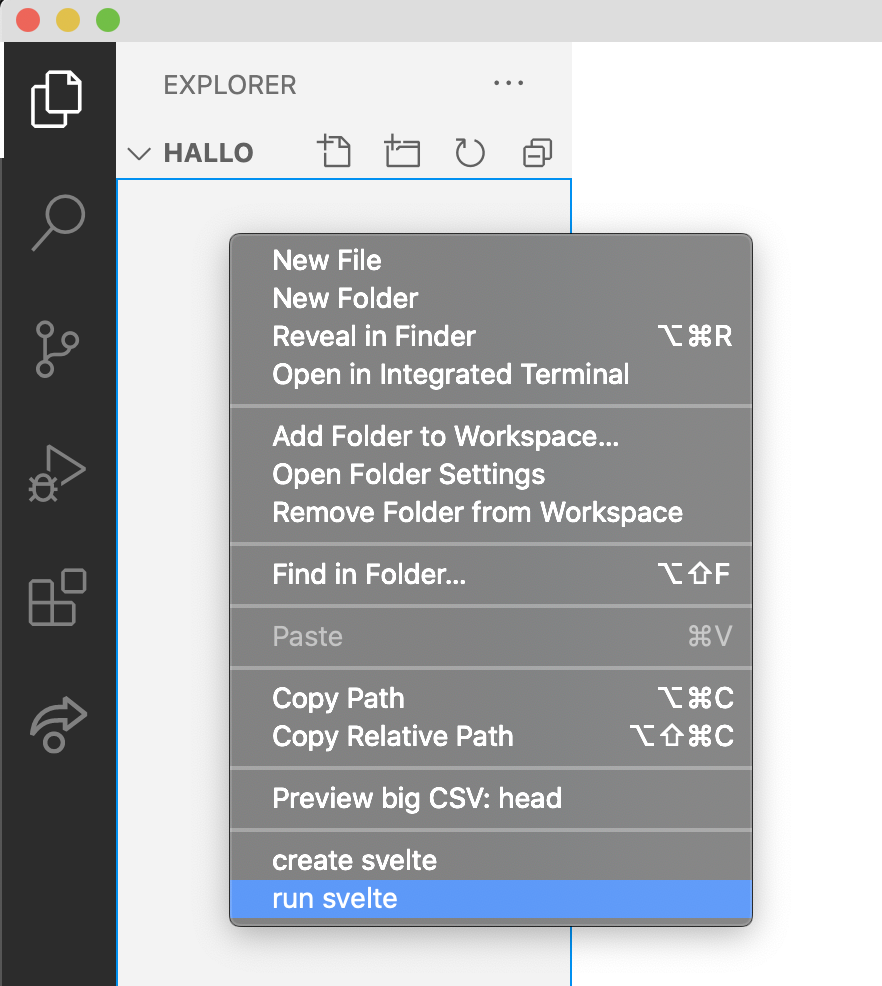 EXPLORER
HALLO
New File
New Folder
Reveal in Finder ⌥⌘R
Open in Integrated Terminal
Add Folder to Workspace...
Open Folder Settings
Remove Folder from Workspace
Find in Folder... ⌥⇧F
Paste ⌘V
Copy Path ⌥⌘C
Copy Relative Path ⌥⇧⌘C
Preview big CSV: head
create svelte
run svelte